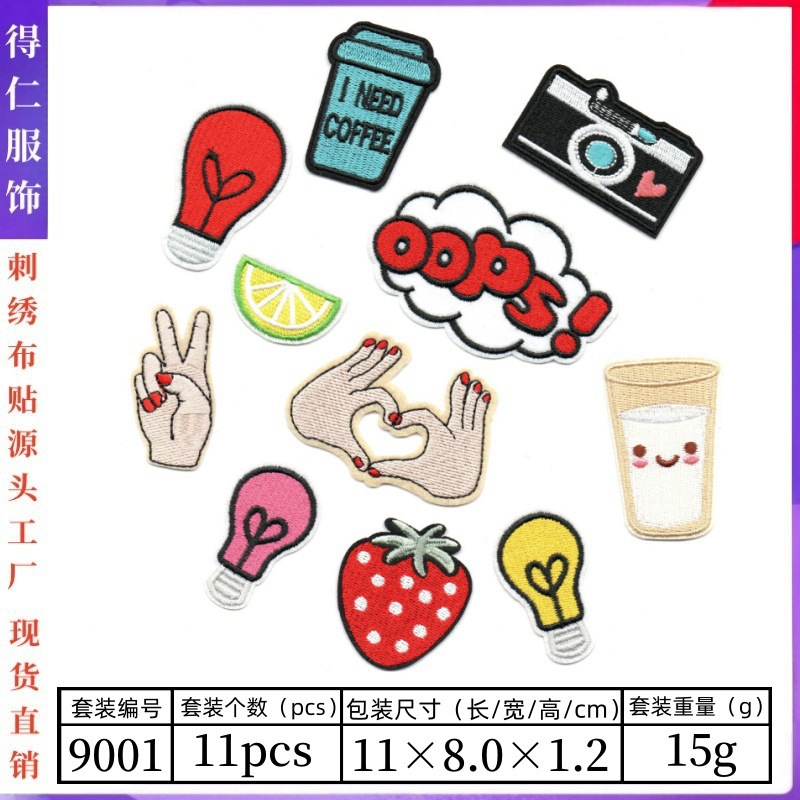 得仁服饰
刺绣布贴源头工厂 现货直销
I NEED
COFFEE
OOPS!
套装编号 套装个数（pcs） 包装尺寸（长/宽/高/cm） 套装重量（g）
9001 11pcs 11×8.0×1.2 15g